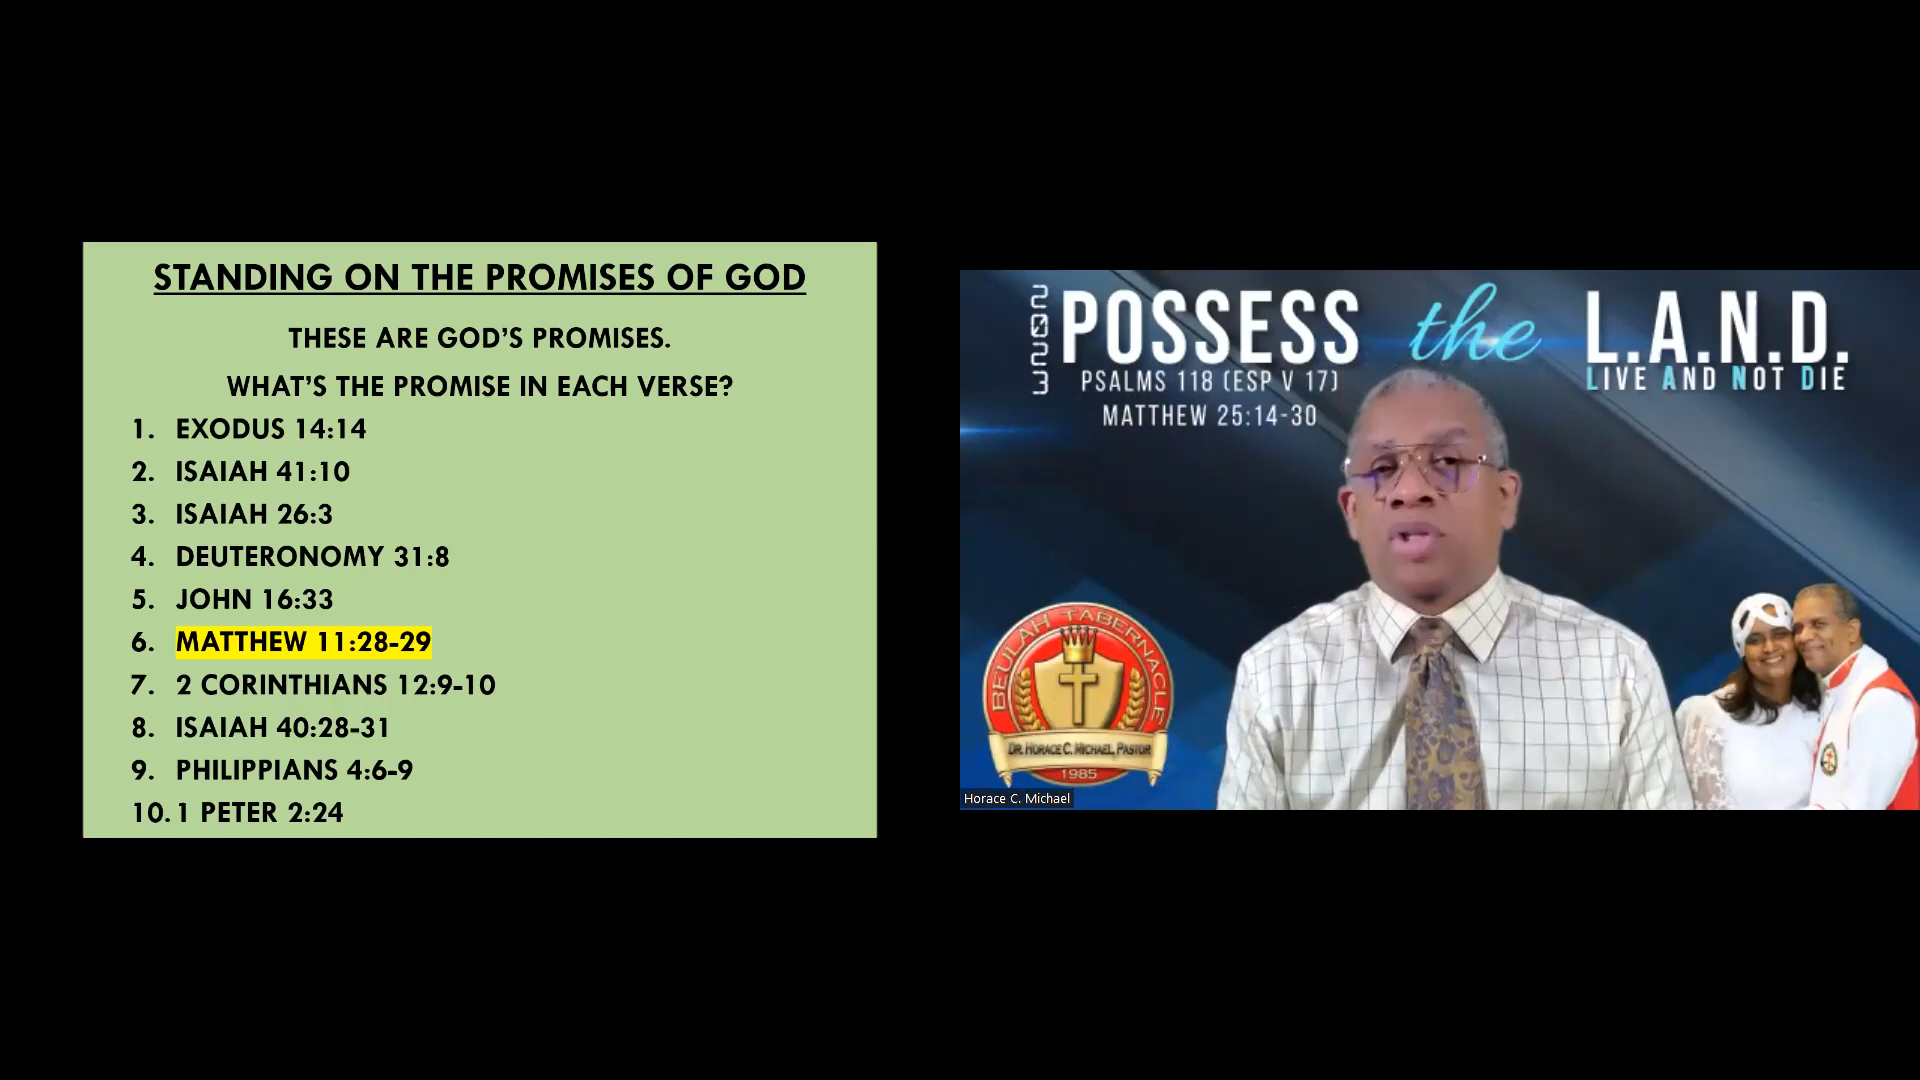 STANDING ON THE PROMISES OF GOD
THESE ARE GOD'S PROMISES.
WHAT'S THE PROMISE IN EACH VERSE?
1. EXODUS 14:14
2. ISAIAH 41:10
3. ISAIAH 26:3
4. DEUTERONOMY 31:8
5. JOHN 16:33
6. MATTHEW 11:28-29
7. 2 CORINTHIANS 12:9-10
8. ISAIAH 40:28-31
9. PHILIPPIANS 4:6-9
10. 1 PETER 2:24
POSSESS the L.A.N.D.
LIVE AND NOT DIE
PSALMS 118 (ESP V 17)
MATTHEW 25:14-30
BEULAH TABERNACLE
DR. HORACE C. MICHAEL, PASTOR
1985
Horace C. Michael